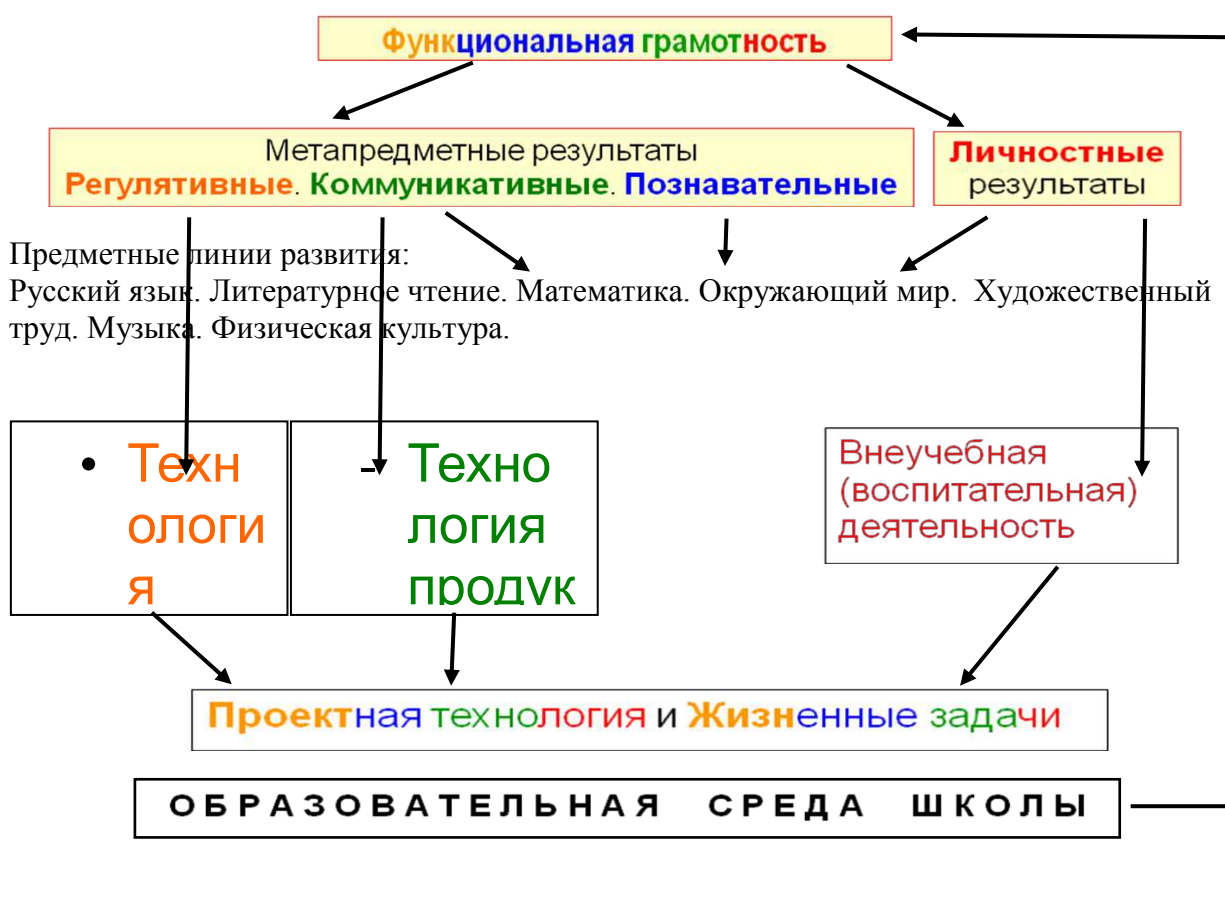 Функциональная грамотность
Метапредметные результаты
Регулятивные. Коммуникативные. Познавательные
Личностные
результаты
Предметные линии развития:
Русский язык. Литературное чтение. Математика. Окружающий мир. Художественный
труд. Музыка. Физическая культура.
• Техн
ологи
я
- Техно
логия
продук
Внеучебная
(воспитательная)
деятельность
Проектная технология и Жизненные задачи
ОБРАЗОВАТЕЛЬНАЯ СРЕДА ШКОЛЫ